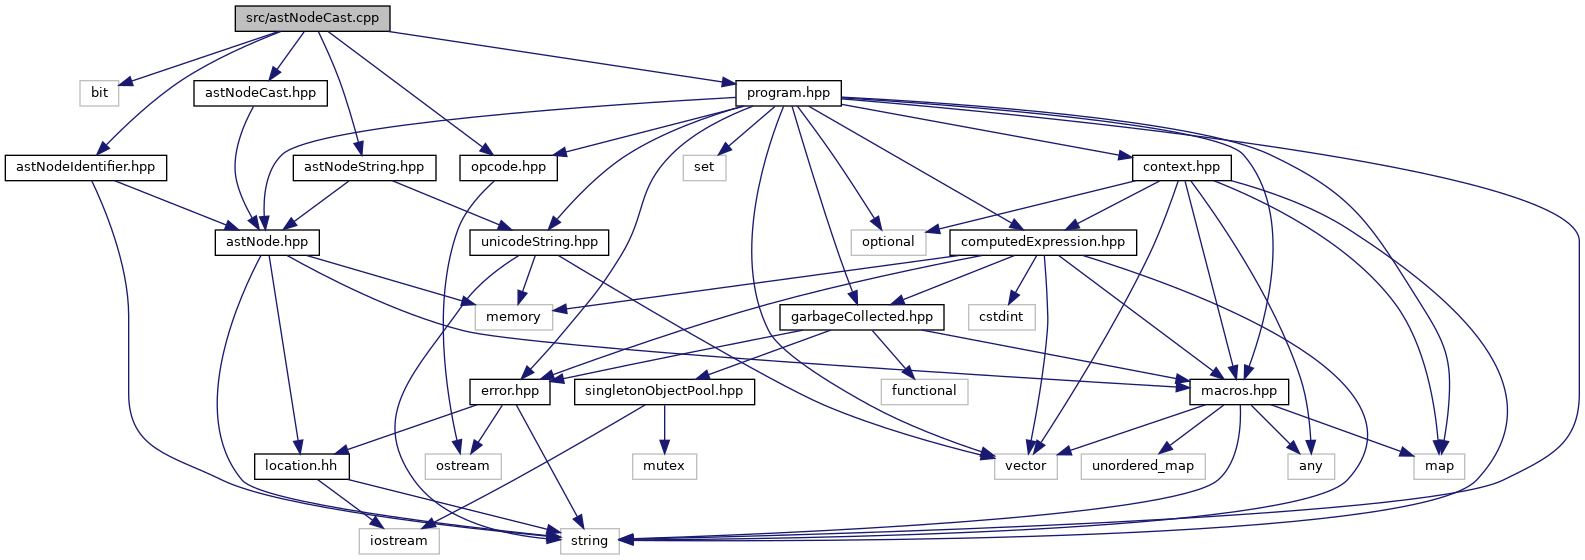 src/astNodeCast.cpp
bit
astNodeCast.hpp
program.hpp
astNodeIdentifier.hpp
astNodeString.hpp
opcode.hpp
set
context.hpp
astNode.hpp
unicodeString.hpp
optional
computedExpression.hpp
memory
garbageCollected.hpp
cstdint
error.hpp
singletonObjectPool.hpp
functional
macros.hpp
location.hh
ostream
mutex
vector
unordered_map
any
map
iostream
string